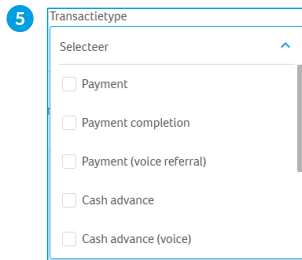 5
Transactietype
Selecteer
Payment
Payment completion
Payment (voice referral)
Cash advance
Cash advance (voice)